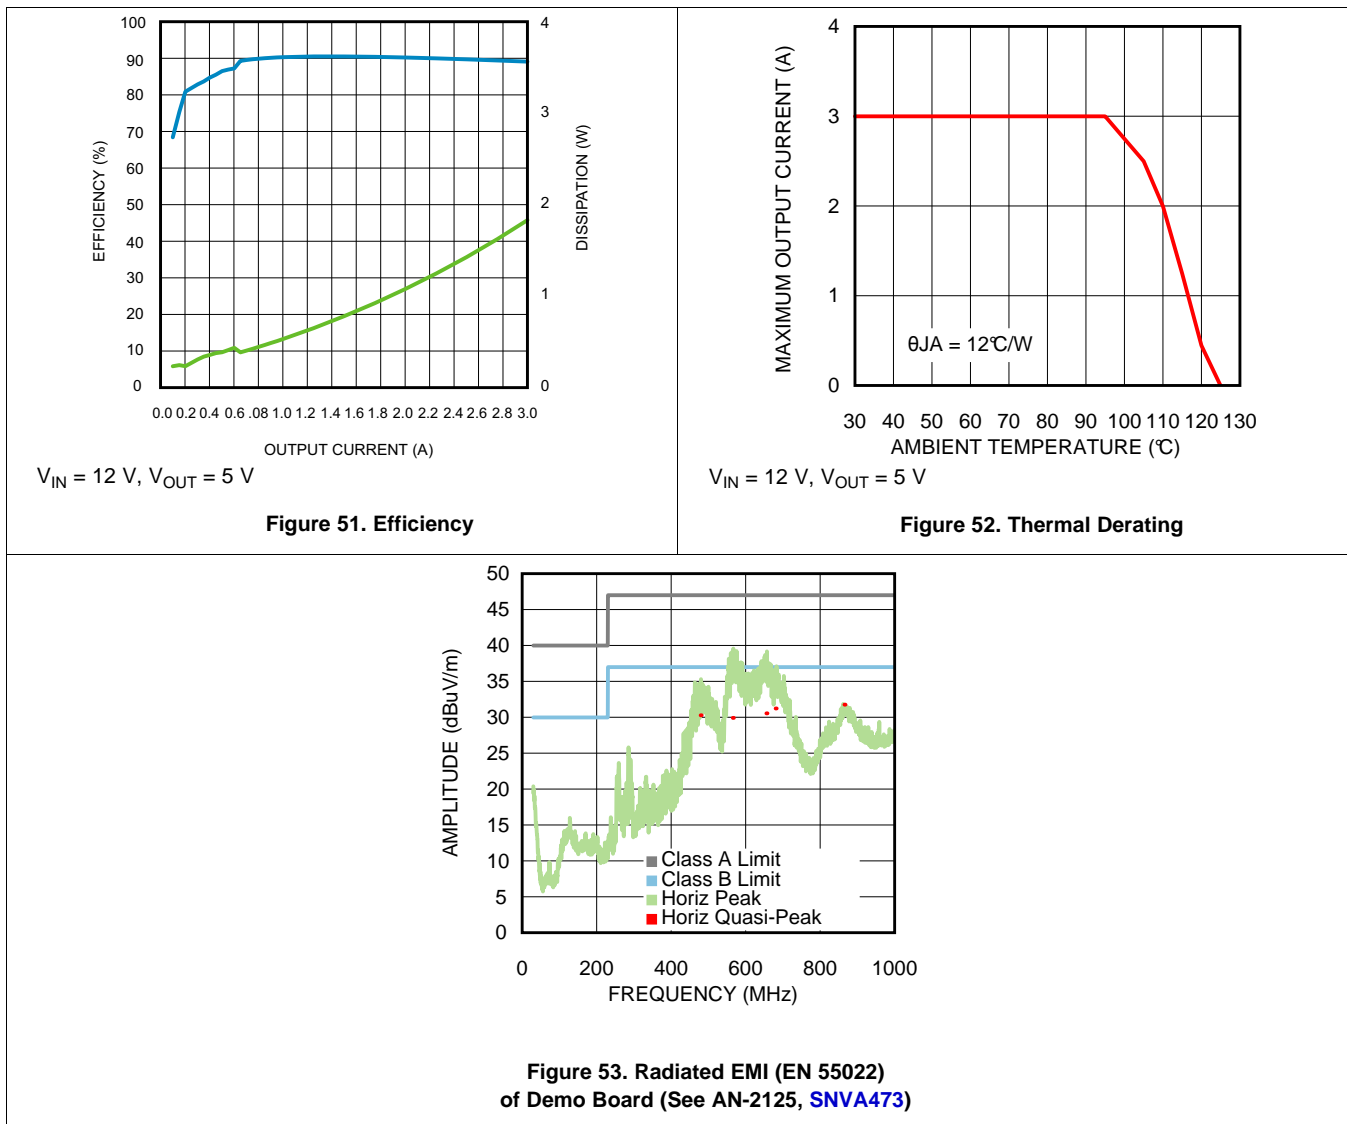 100
90
80
70
60
50
40
30
20
10
0
EFFICIENCY (%)
4
3
2
1
0
DISSIPATION (W)
0.0 0.2 0.4 0.6 .08 1.0 1.2 1.4 1.6 1.8 2.0 2.2 2.4 2.6 2.8 3.0
OUTPUT CURRENT (A)
VIN = 12 V, VOUT = 5 V
Figure 51. Efficiency
4
3
2
1
0
MAXIMUM OUTPUT CURRENT (A)
θJA = 12°C/W
30 40 50 60 70 80 90 100 110 120 130
AMBIENT TEMPERATURE (°C)
VIN = 12 V, VOUT = 5 V
Figure 52. Thermal Derating
50
45
40
35
30
25
20
15
10
5
0
AMPLITUDE (dBuV/m)
Class A Limit
Class B Limit
Horiz Peak
Horiz Quasi-Peak
0 200 400 600 800 1000
FREQUENCY (MHz)
Figure 53. Radiated EMI (EN 55022)
of Demo Board (See AN-2125, SNVA473)